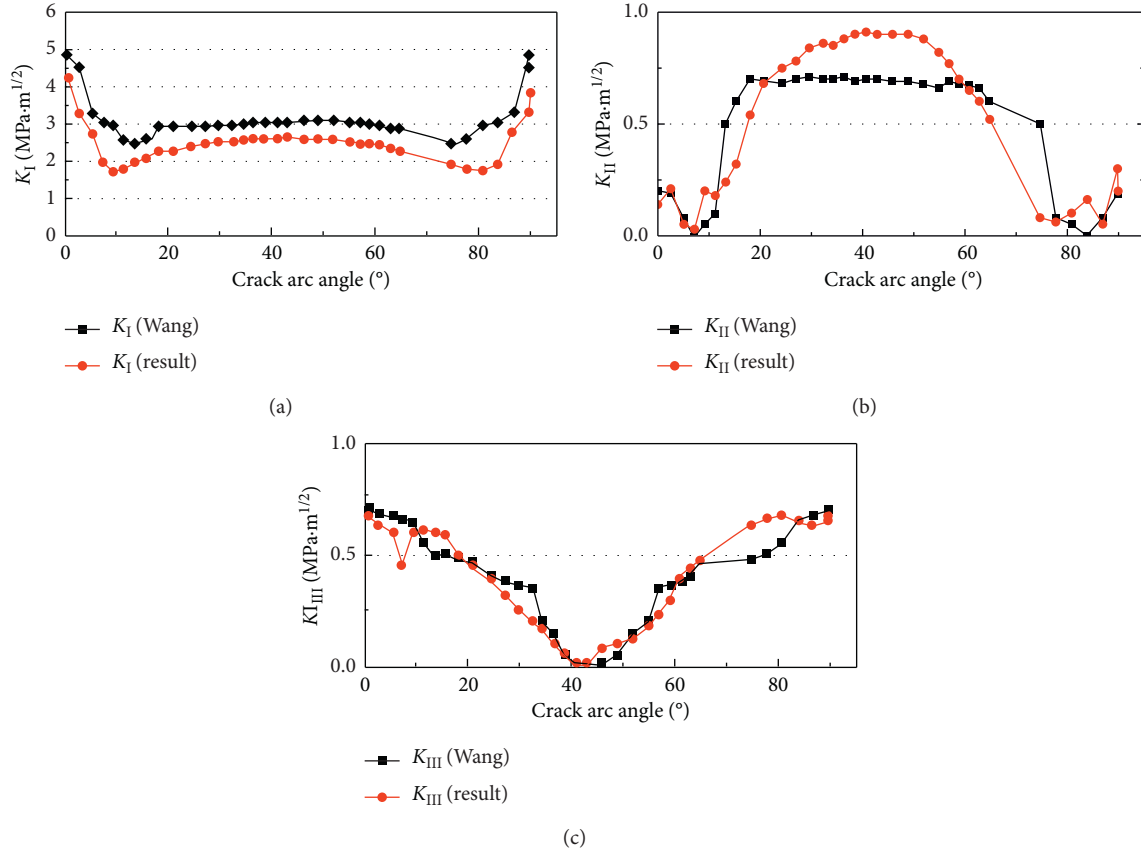 6
5
4
3
2
1
0
K_I (MPa·m^1/2)
0 20 40 60 80
Crack arc angle (°)
K_I (Wang)
K_I (result)
(a)
1.0
0.5
0.0
K_II (MPa·m^1/2)
0 20 40 60 80
Crack arc angle (°)
K_II (Wang)
K_II (result)
(b)
1.0
0.5
0.0
KI_III (MPa·m^1/2)
0 20 40 60 80
Crack arc angle (°)
K_III (Wang)
K_III (result)
(c)